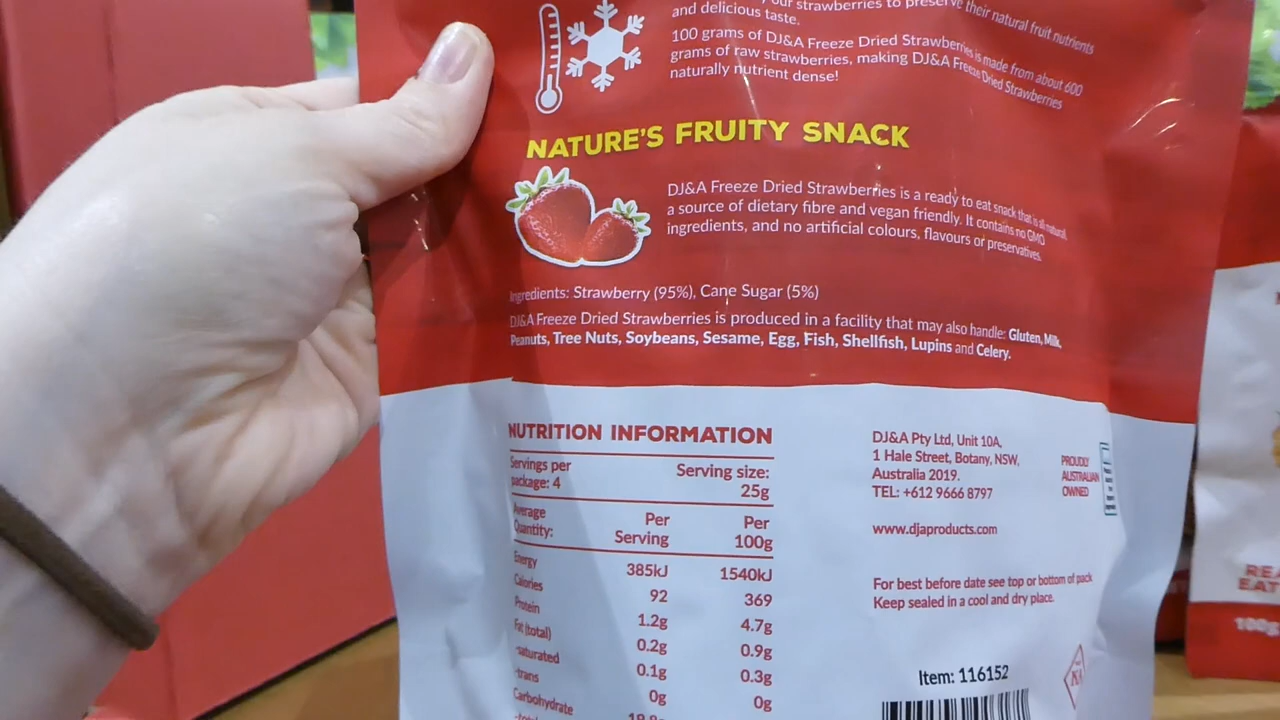 our strawberries to preserve their natural fruit nutrients
and delicious taste.
100 grams of DJ&A Freeze Dried Strawberries is made from about 600
grams of raw strawberries, making DJ&A Freeze Dried Strawberries
naturally nutrient dense!
NATURE'S FRUITY SNACK
DJ&A Freeze Dried Strawberries is a ready to eat snack that is all natural,
a source of dietary fibre and vegan friendly. It contains no GMO
ingredients, and no artificial colours, flavours or preservatives.
Ingredients: Strawberry (95%), Cane Sugar (5%)
DJ&A Freeze Dried Strawberries is produced in a facility that may also handle: Gluten, Milk,
Peanuts, Tree Nuts, Soybeans, Sesame, Egg, Fish, Shellfish, Lupins and Celery.
NUTRITION INFORMATION
Servings per package: 4
Serving size: 25g
Average Quantity:
Per Serving
Per 100g
Energy 385kJ 1540kJ
Calories 92 369
Protein 1.2g 4.7g
Fat (total) 0.2g 0.9g
-saturated 0.1g 0.3g
-trans 0g 0g
Carbohydrate
DJ&A Pty Ltd, Unit 10A,
1 Hale Street, Botany, NSW,
Australia 2019.
TEL: +612 9666 8797
www.djaproducts.com
PROUDLY
AUSTRALIAN
OWNED
For best before date see top or bottom of pack
Keep sealed in a cool and dry place.
Item: 116152
100g